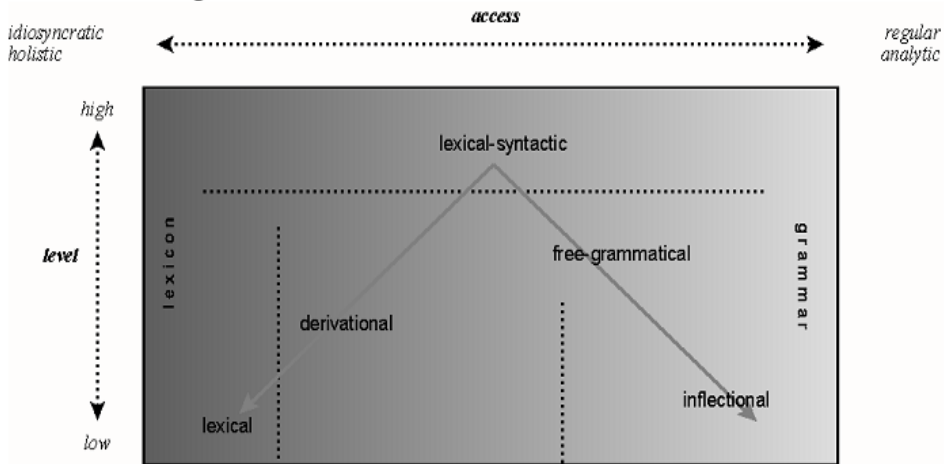 access
idiosyncratic
holistic
regular
analytic
high
lexical-syntactic
lexicon
grammar
level
free-grammatical
derivational
inflectional
lexical
low